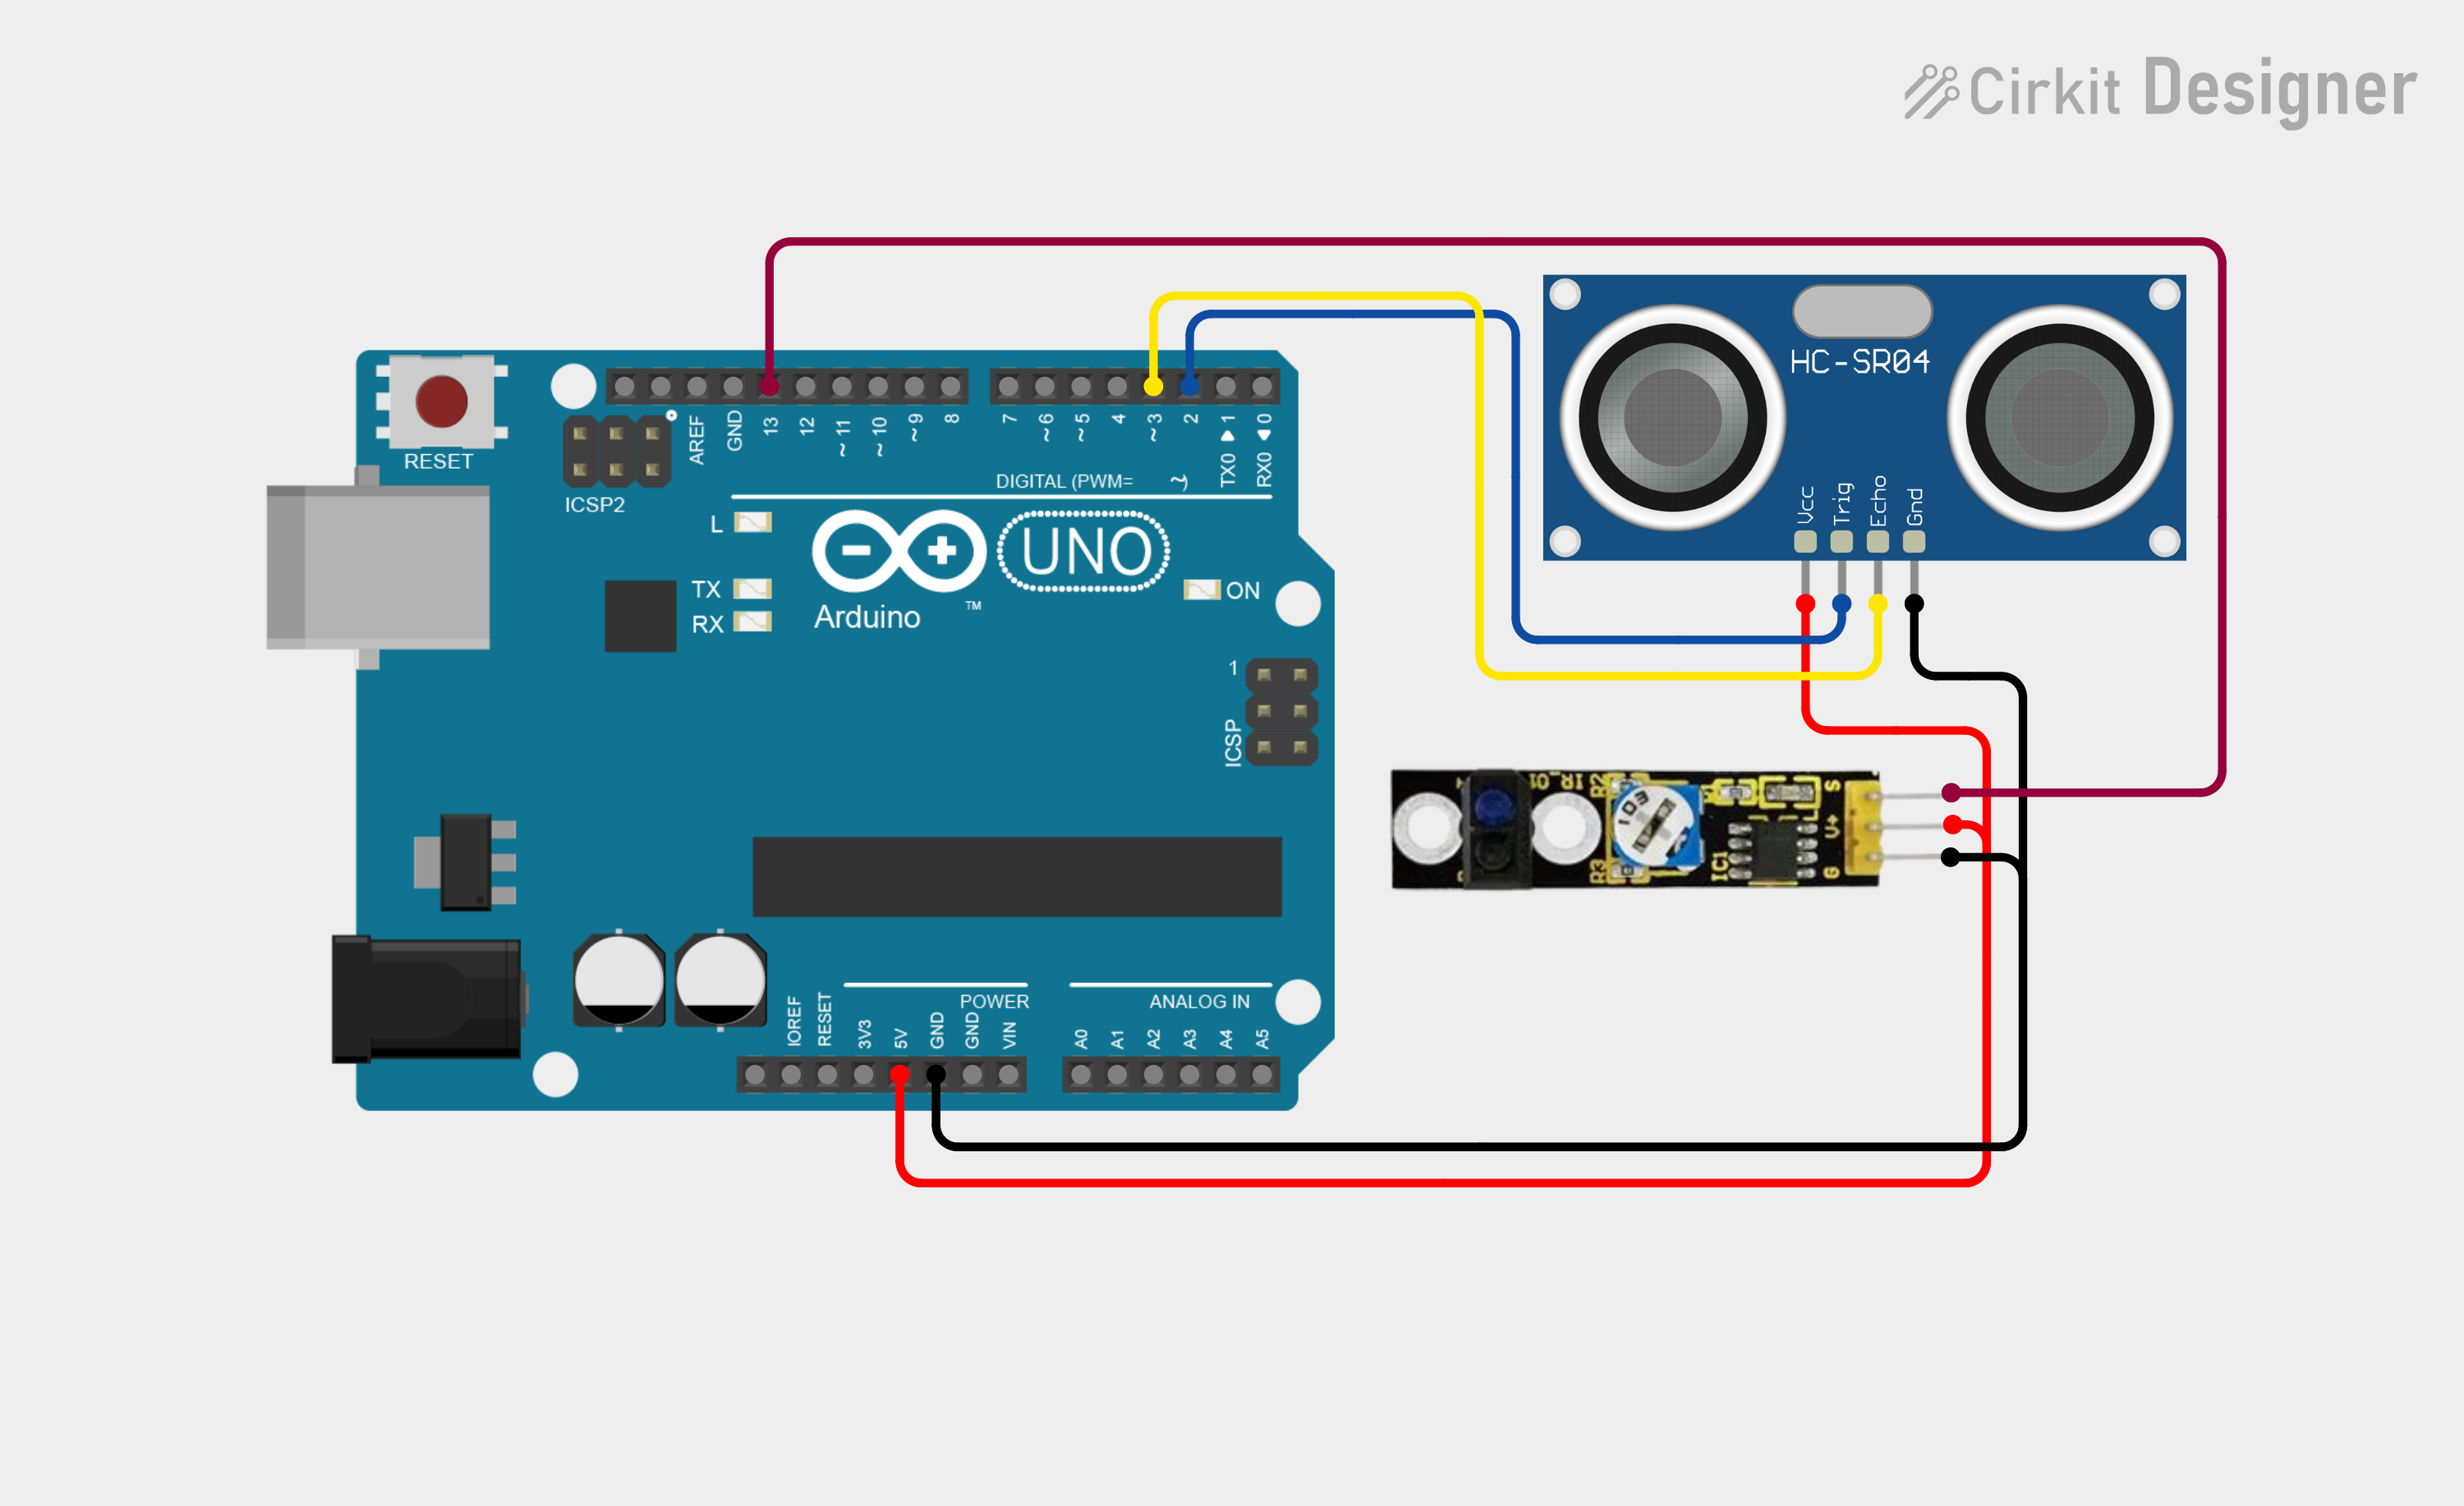 Cirkit Designer
HC-SR04
Vcc
Trig
Echo
Gnd
RESET
ICSP2
AREF
GND
13
12
~11
~10
~9
8
7
~6
~5
4
~3
2
TX0 ▶ 1
RX0 ◀ 0
DIGITAL (PWM= ~)
L
TX
RX
UNO
Arduino
TM
ON
1
ICSP
IR_01
R2
103
R3
IC1
S
V+
G
POWER
ANALOG IN
IOREF
RESET
3V3
5V
GND
GND
VIN
A0
A1
A2
A3
A4
A5